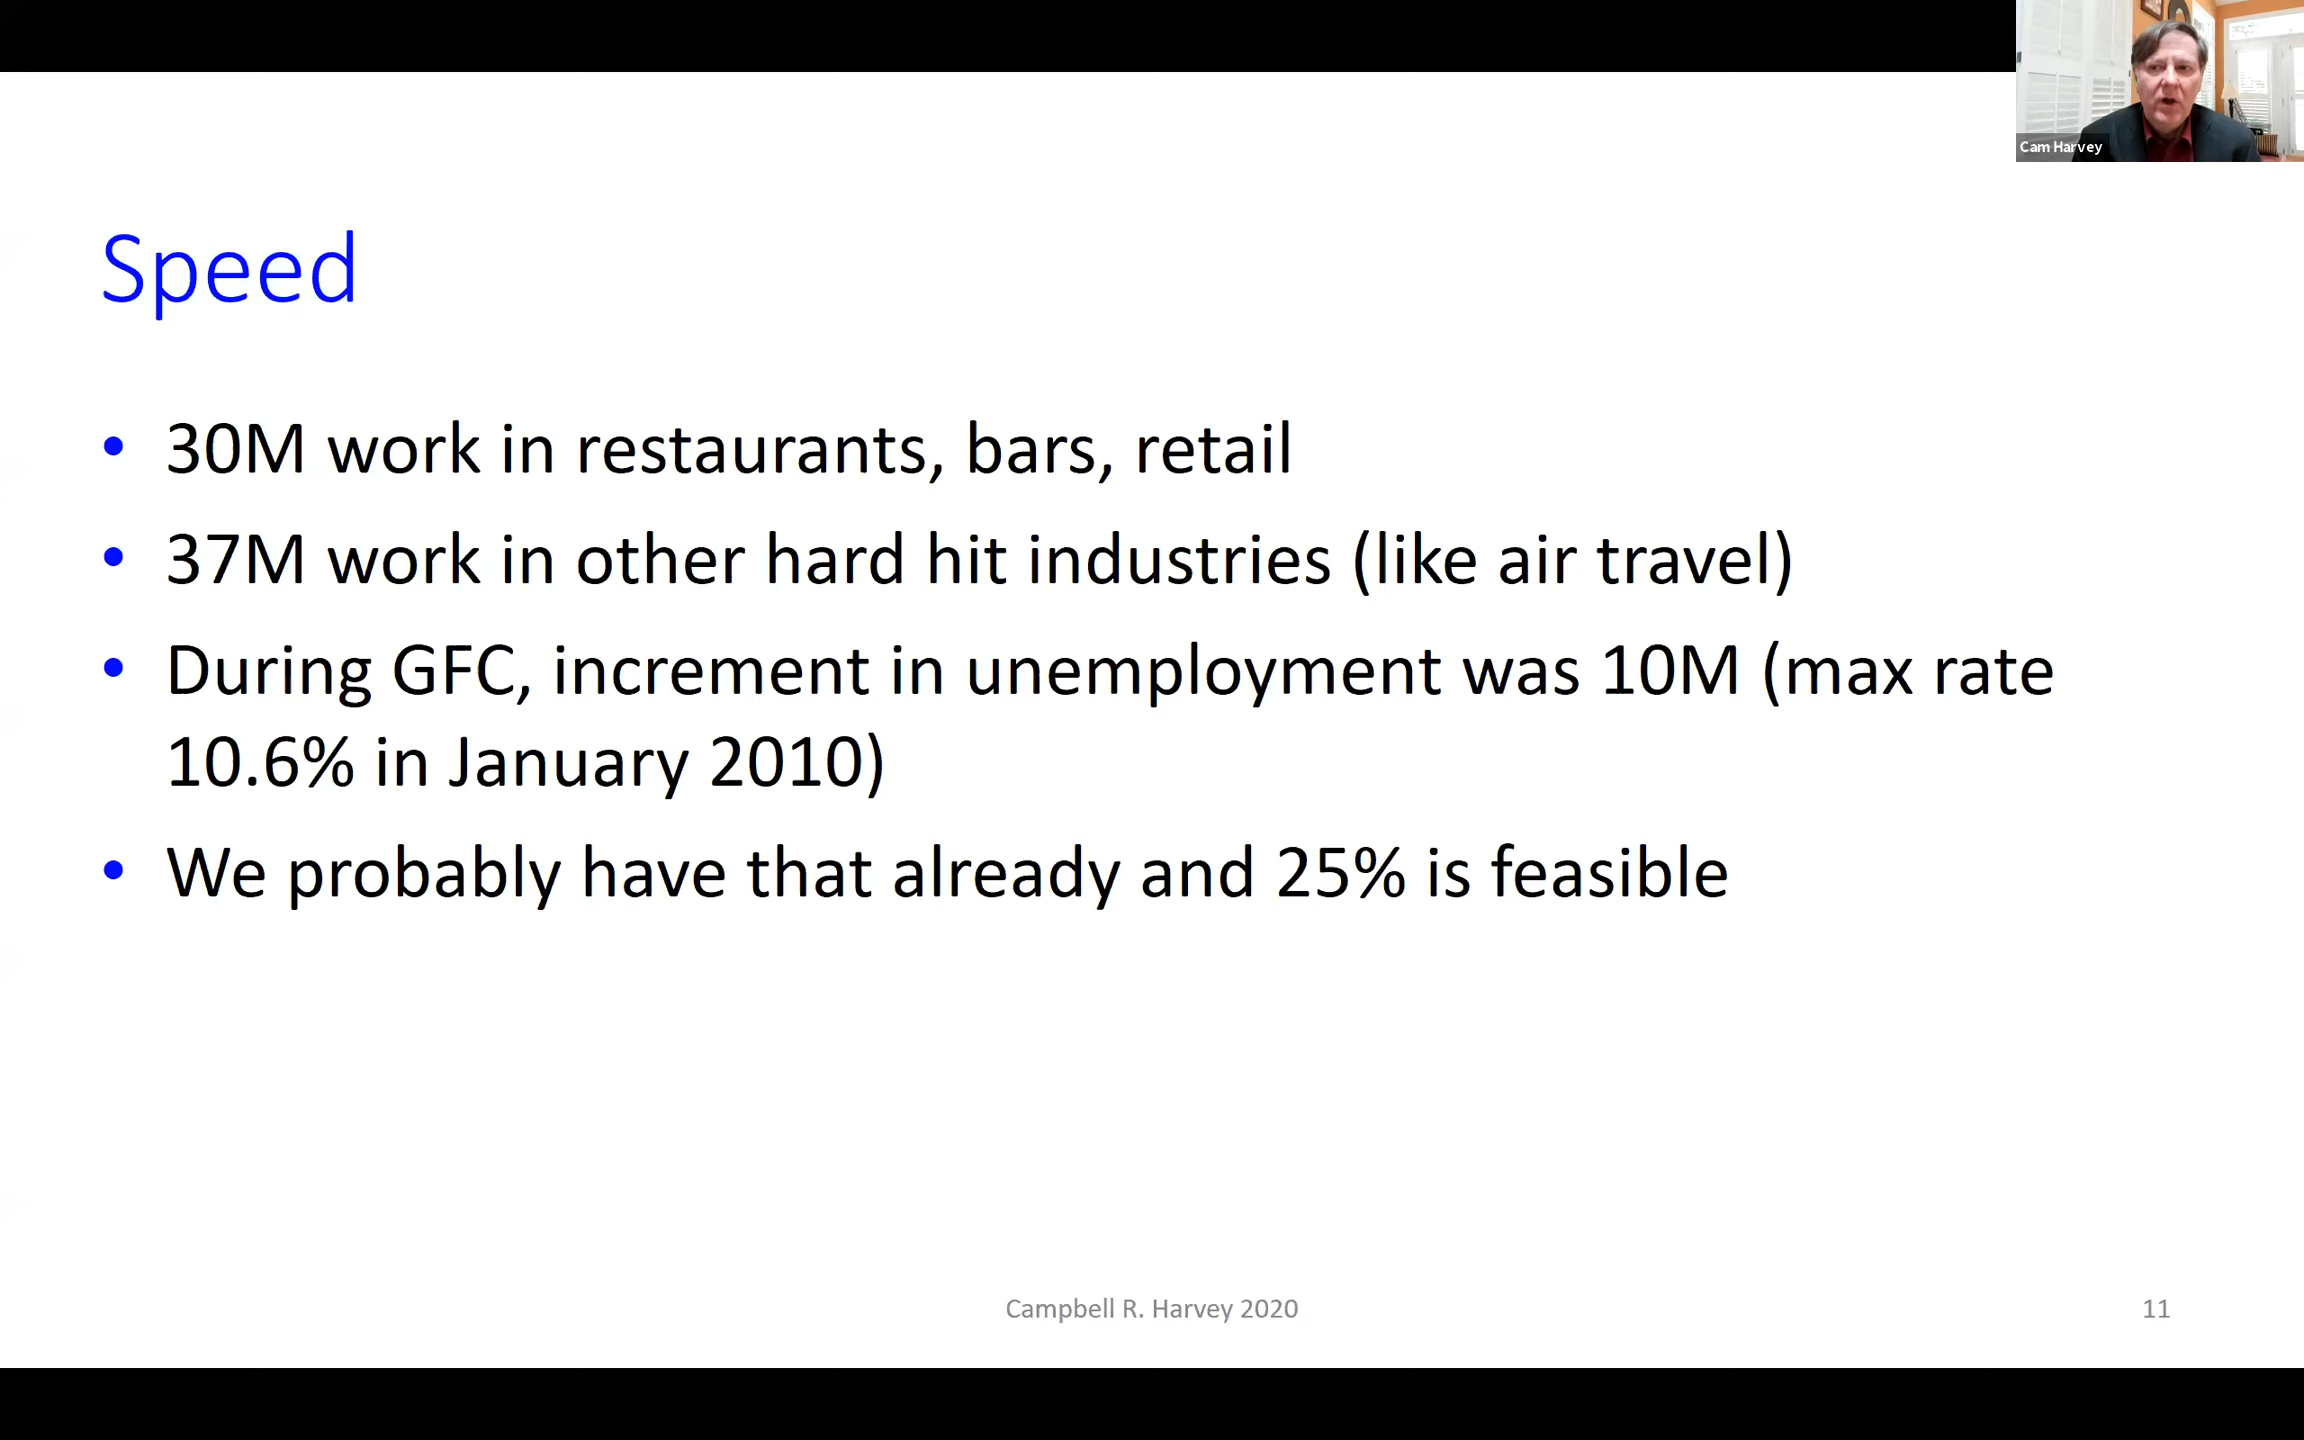 Cam Harvey
Speed
• 30M work in restaurants, bars, retail
• 37M work in other hard hit industries (like air travel)
• During GFC, increment in unemployment was 10M (max rate
10.6% in January 2010)
• We probably have that already and 25% is feasible
Campbell R. Harvey 2020
11